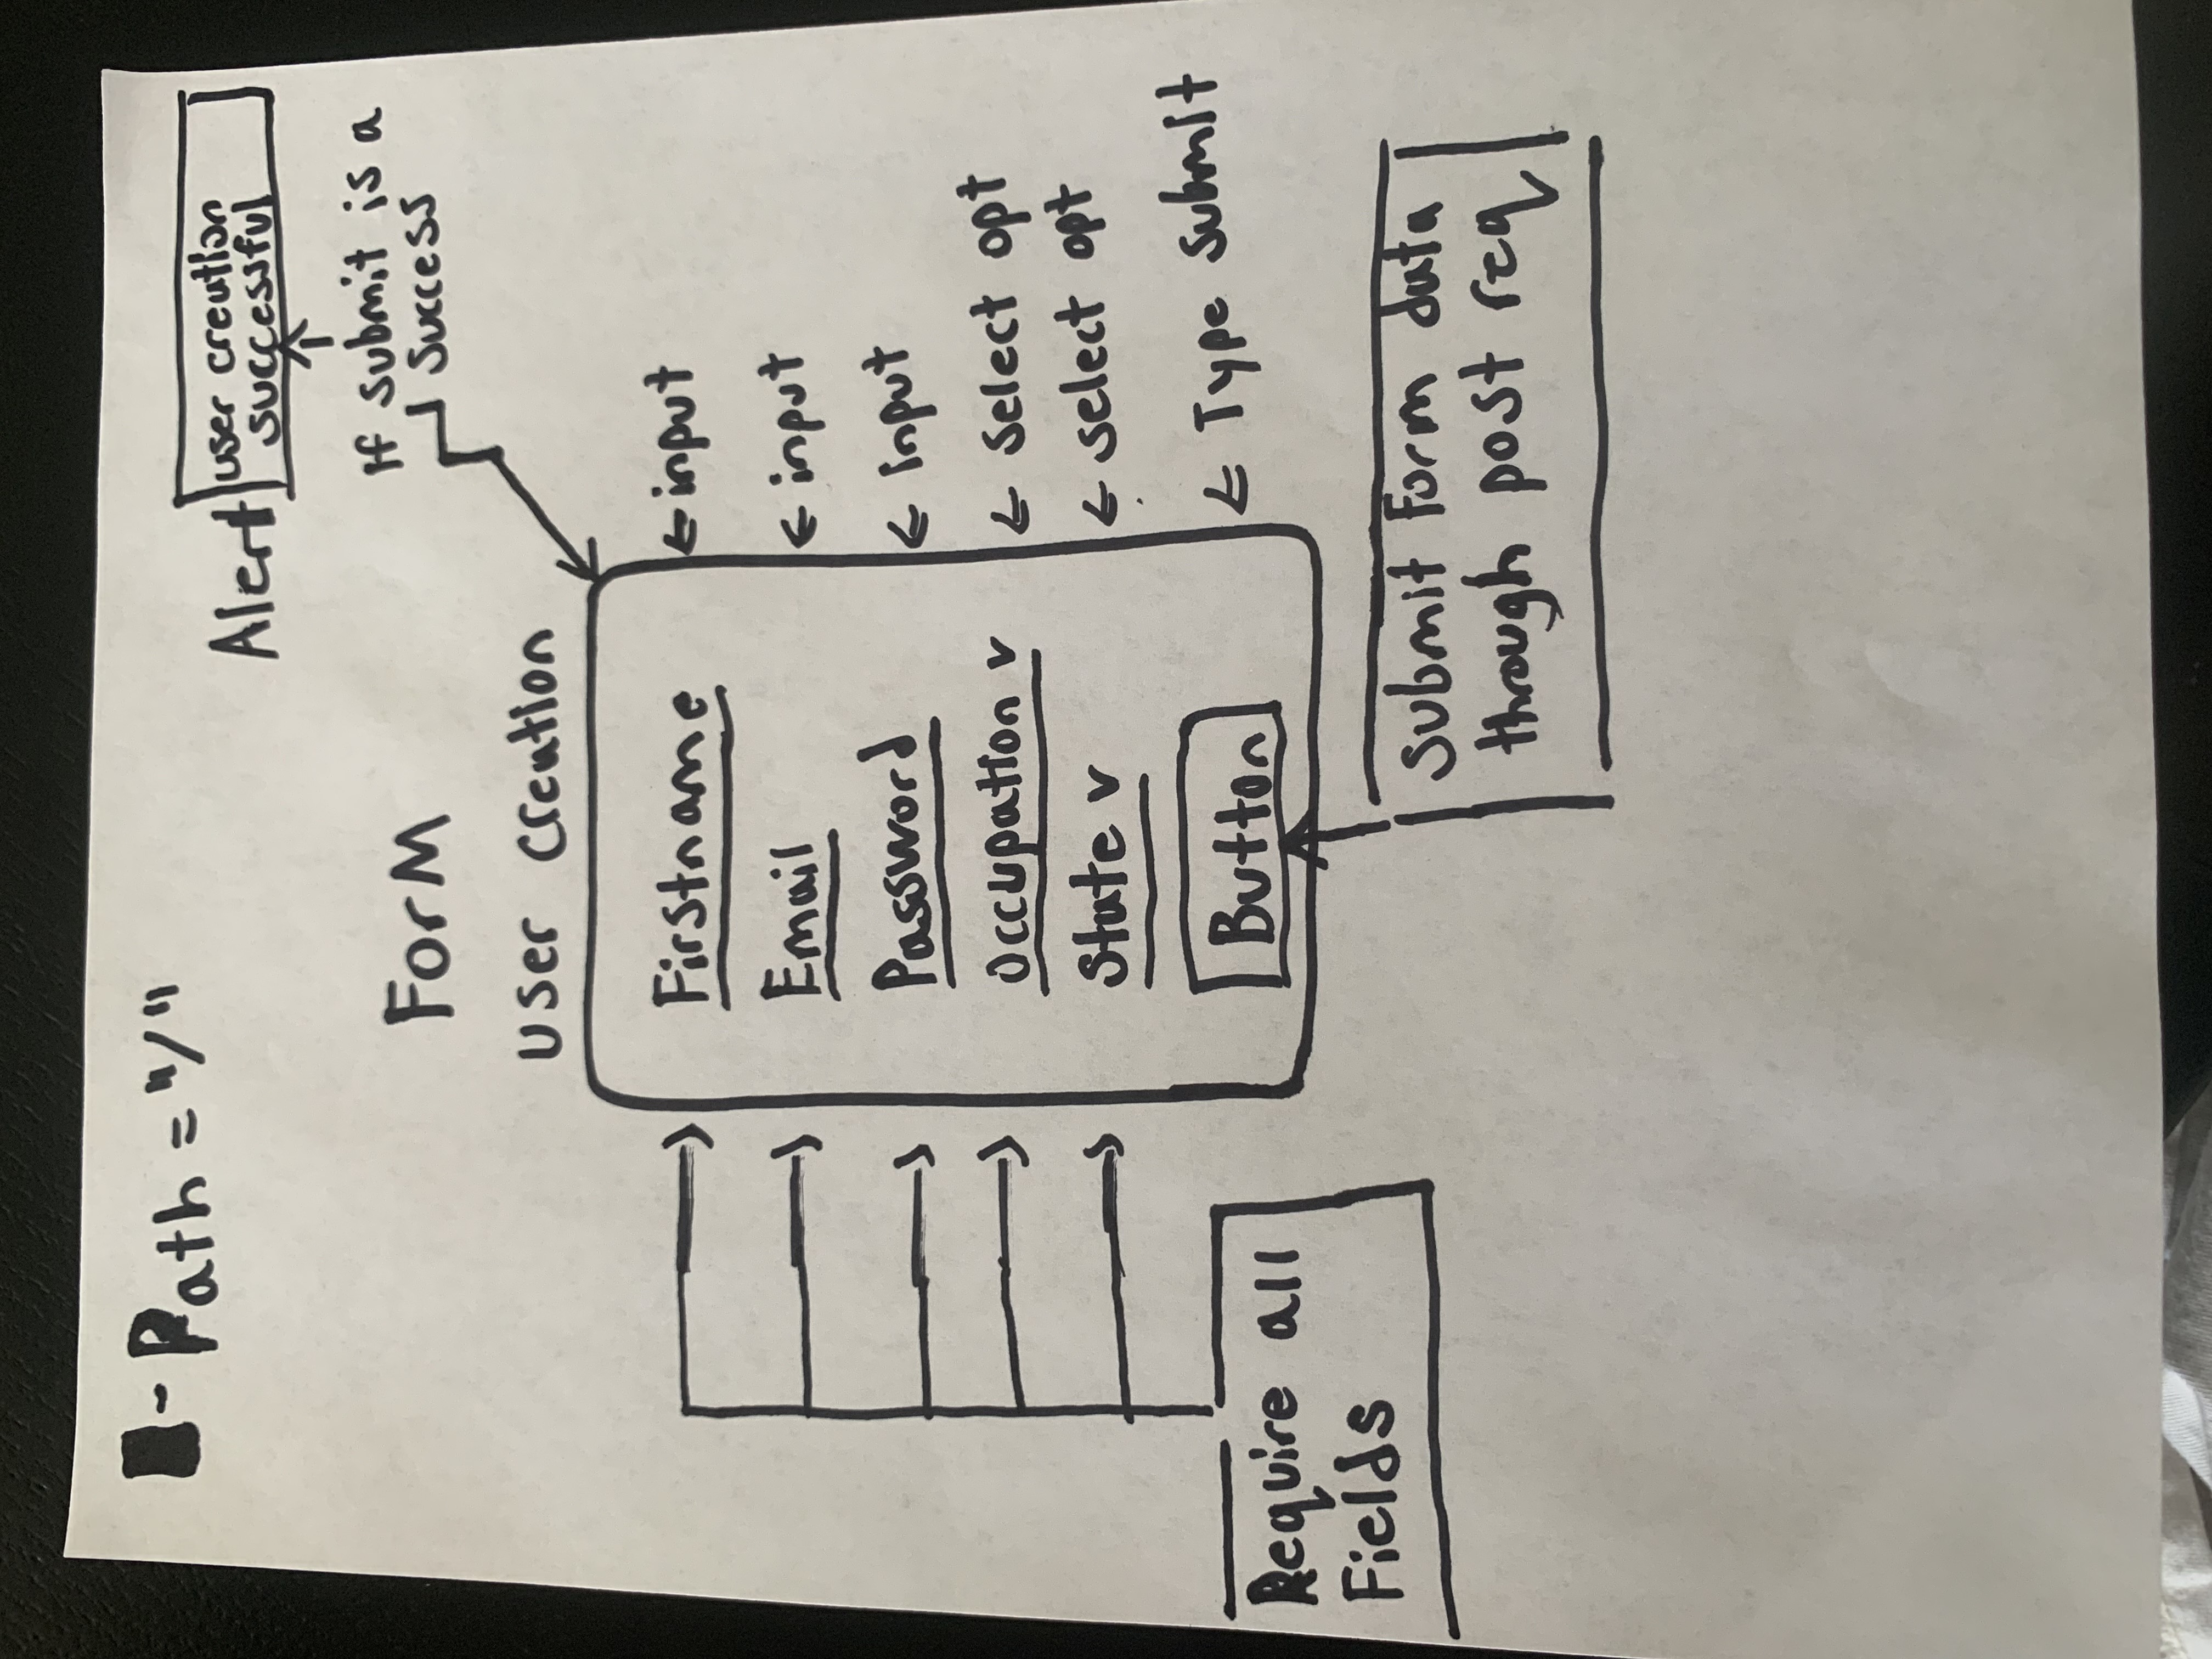 - Path = "/"
Alert
user creation
successful
If submit is a
success
Form
user creation
Firstname
← input
Email
← input
Password
← input
Occupation v
← select opt
State v
← select opt
Button
← Type submit
Require all
Fields
submit form data
through post req